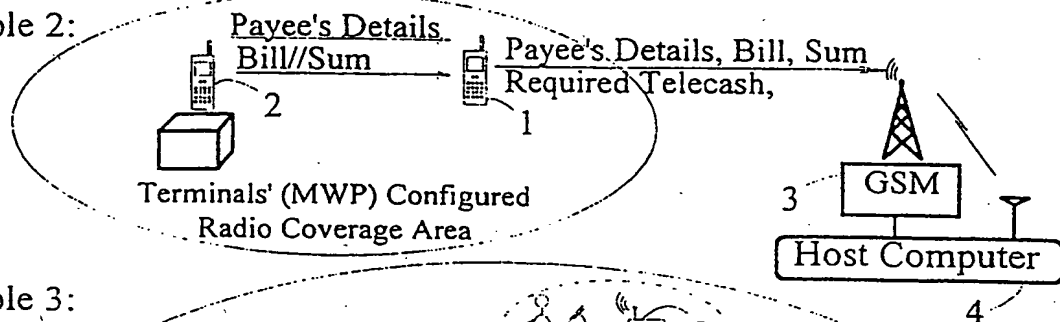 ple 2:
Payee's Details
Bill//Sum
Payee's Details, Bill, Sum
Required Telecash,
2
1
Terminals' (MWP) Configured
Radio Coverage Area
3
GSM
Host Computer
4
ple 3: